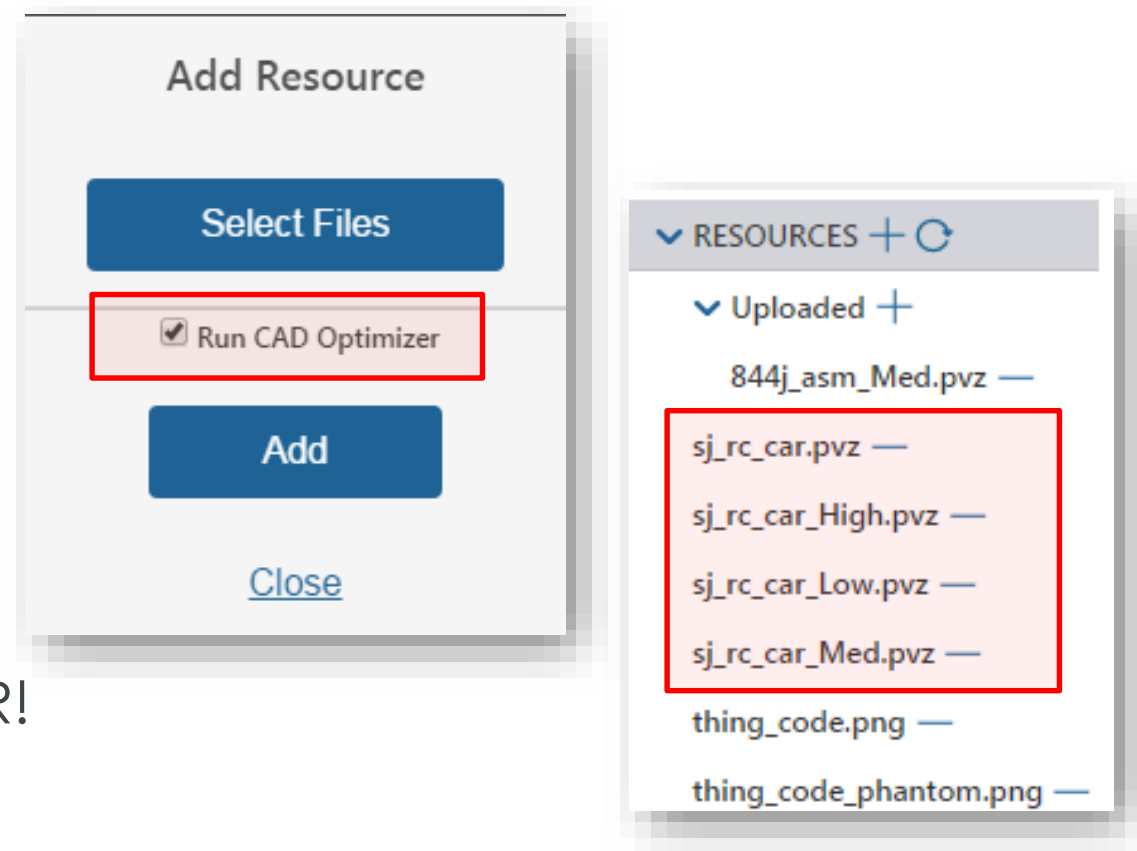 Add Resource
Select Files
Run CAD Optimizer
Add
Close
R!
RESOURCES
Uploaded
844j_asm_Med.pvz
sj_rc_car.pvz
sj_rc_car_High.pvz
sj_rc_car_Low.pvz
sj_rc_car_Med.pvz
thing_code.png
thing_code_phantom.png